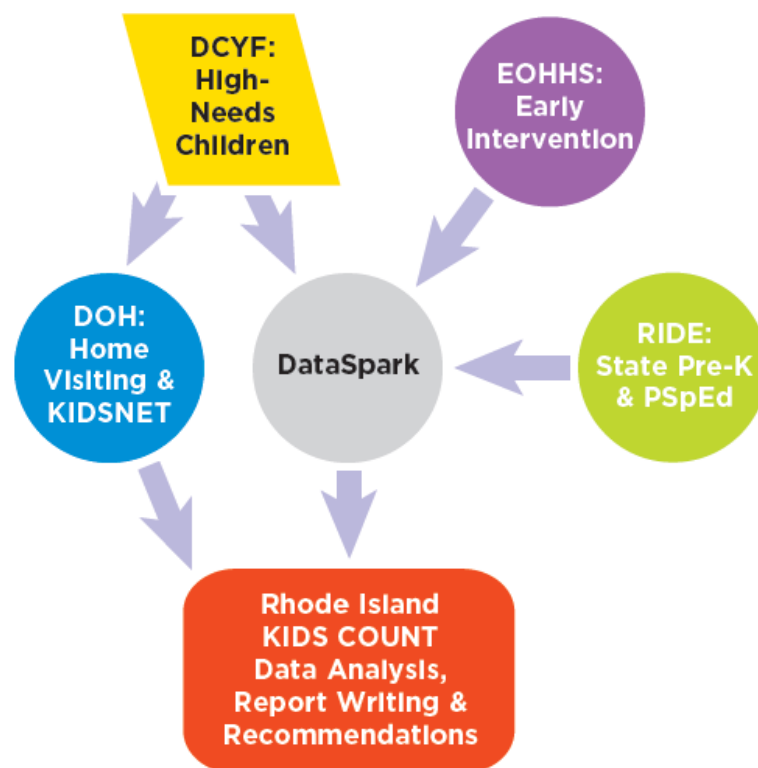 DCYF:
High-
Needs
Children
EOHHS:
Early
Intervention
DOH:
Home
Visiting &
KIDSNET
DataSpark
RIDE:
State Pre-K
& PSpEd
Rhode Island
KIDS COUNT
Data Analysis,
Report Writing &
Recommendations